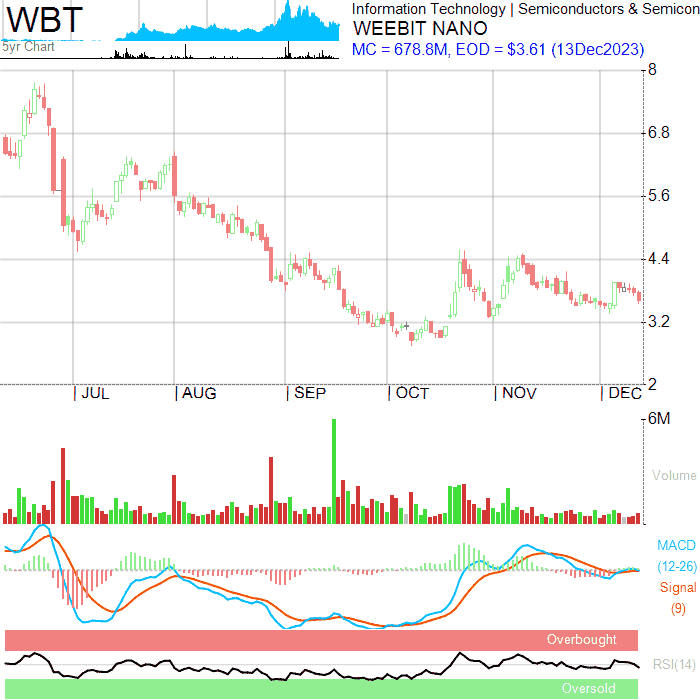 WBT
5yr Chart
Information Technology | Semiconductors & Semicon
WEEBIT NANO
MC = 678.8M, EOD = $3.61 (13Dec2023)
8
6.8
5.6
4.4
3.2
2
| JUL | AUG | SEP | OCT | NOV | DEC
6M
Volume
MACD
(12-26)
Signal
(9)
Overbought
RSI(14)
Oversold